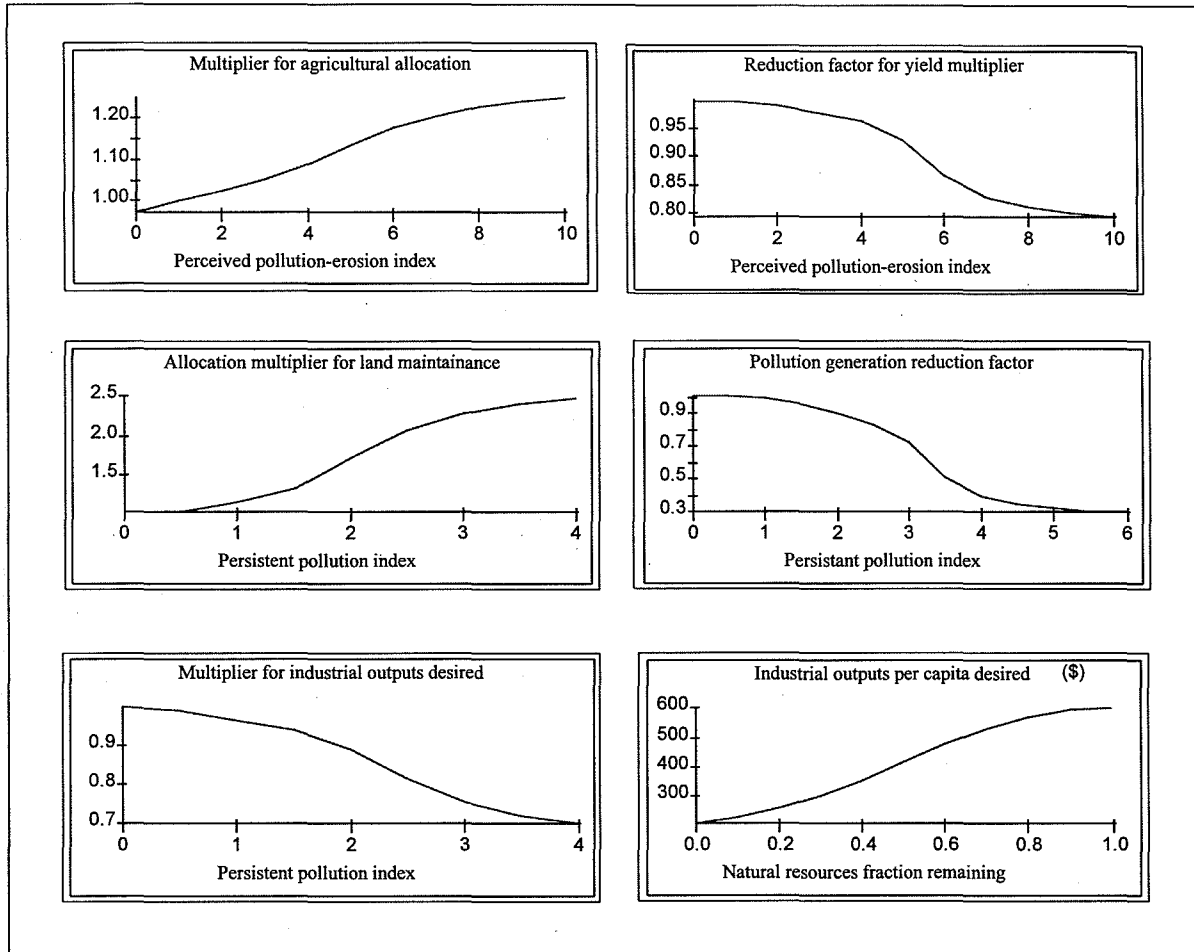 Multiplier for agricultural allocation
1.20
1.10
1.00
0 2 4 6 8 10
Perceived pollution-erosion index
Reduction factor for yield multiplier
0.95
0.90
0.85
0.80
0 2 4 6 8 10
Perceived pollution-erosion index
Allocation multiplier for land maintainance
2.5
2.0
1.5
0 1 2 3 4
Persistent pollution index
Pollution generation reduction factor
0.9
0.7
0.5
0.3
0 1 2 3 4 5 6
Persistant pollution index
Multiplier for industrial outputs desired
0.9
0.8
0.7
0 1 2 3 4
Persistent pollution index
Industrial outputs per capita desired ($)
600
500
400
300
0.0 0.2 0.4 0.6 0.8 1.0
Natural resources fraction remaining